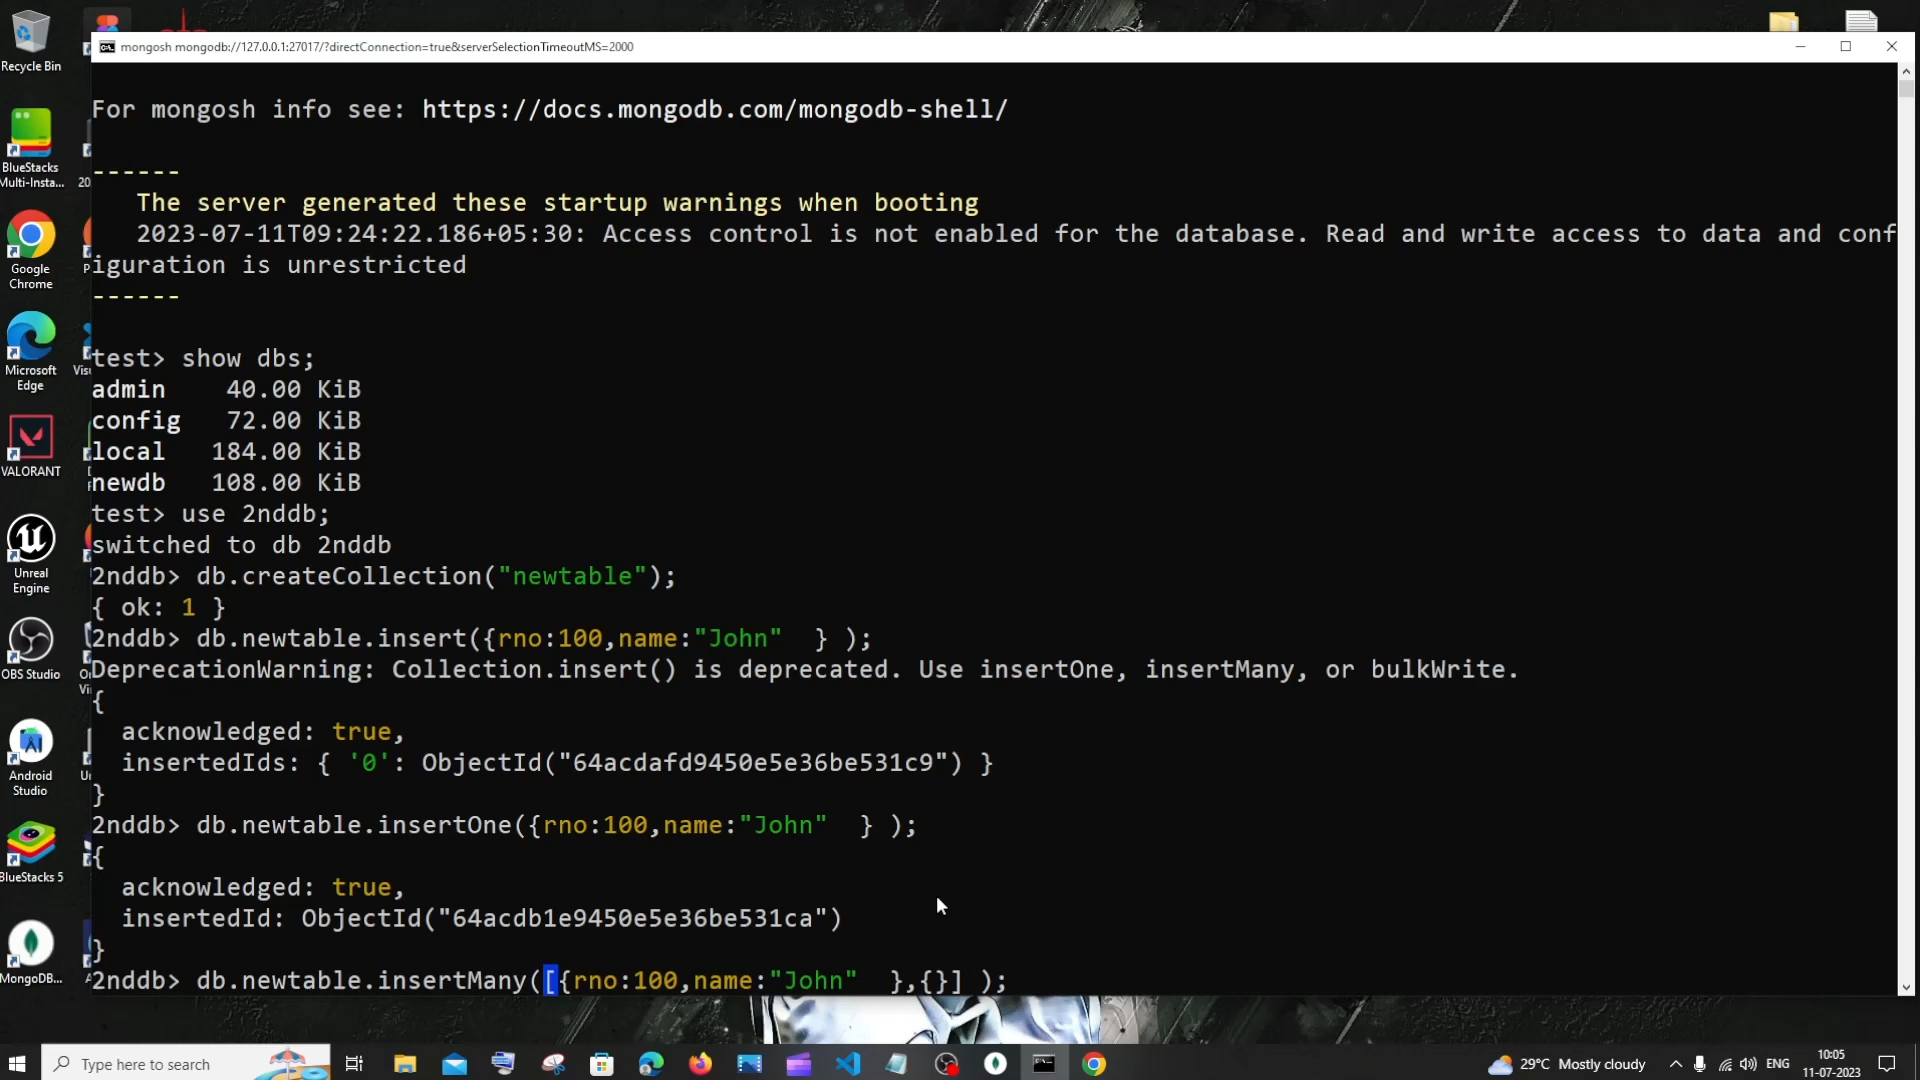 Recycle Bin
mongosh mongodb://127.0.0.1:27017/?directConnection=true&serverSelectionTimeoutMS=2000
For mongosh info see: https://docs.mongodb.com/mongodb-shell/
------
The server generated these startup warnings when booting
2023-07-11T09:24:22.186+05:30: Access control is not enabled for the database. Read and write access to data and conf
iguration is unrestricted
------
test> show dbs;
admin 40.00 KiB
config 72.00 KiB
local 184.00 KiB
newdb 108.00 KiB
test> use 2nddb;
switched to db 2nddb
2nddb> db.createCollection("newtable");
{ ok: 1 }
2nddb> db.newtable.insert({rno:100,name:"John" } );
DeprecationWarning: Collection.insert() is deprecated. Use insertOne, insertMany, or bulkWrite.
{
acknowledged: true,
insertedIds: { '0': ObjectId("64acdafd9450e5e36be531c9") }
}
2nddb> db.newtable.insertOne({rno:100,name:"John" } );
{
acknowledged: true,
insertedId: ObjectId("64acdb1e9450e5e36be531ca")
}
2nddb> db.newtable.insertMany([{rno:100,name:"John" },{}] );
BlueStacks
Multi-Insta...
20
Google
Chrome
Microsoft
Edge
VALORANT
Unreal
Engine
OBS Studio
Android
Studio
BlueStacks 5
MongoDB...
Type here to search
29°C Mostly cloudy
ENG
10:05
11-07-2023